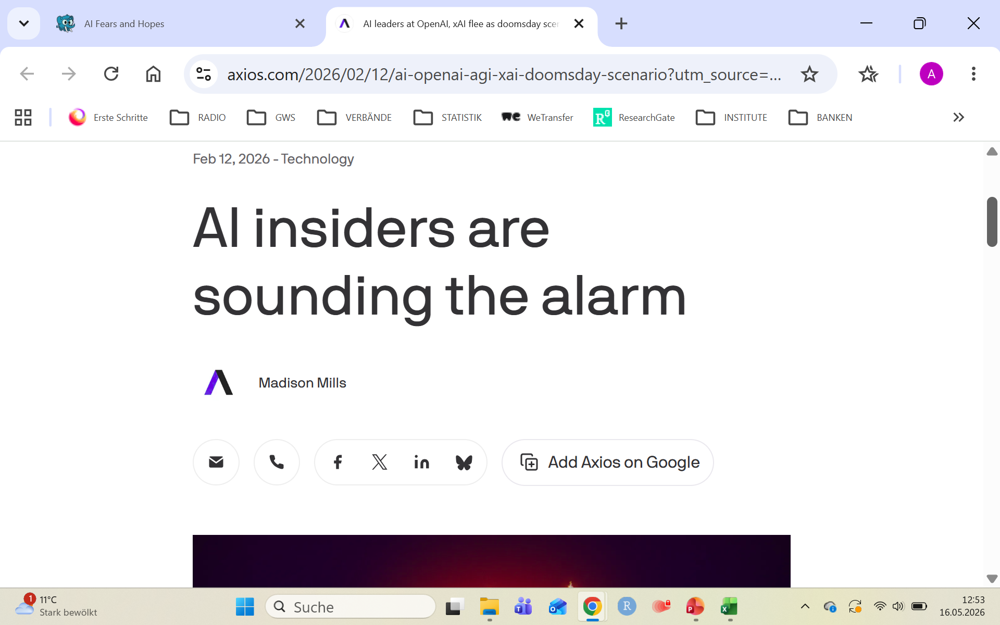 AI Fears and Hopes
AI leaders at OpenAI, xAI flee as doomsday scer
axios.com/2026/02/12/ai-openai-agi-xai-doomsday-scenario?utm_source=...
A
Erste Schritte
RADIO
GWS
VERBÄNDE
STATISTIK
we WeTransfer
RG ResearchGate
INSTITUTE
BANKEN
Feb 12, 2026 - Technology
AI insiders are
sounding the alarm
Madison Mills
Add Axios on Google
1
11°C
Stark bewölkt
Suche
12:53
16.05.2026